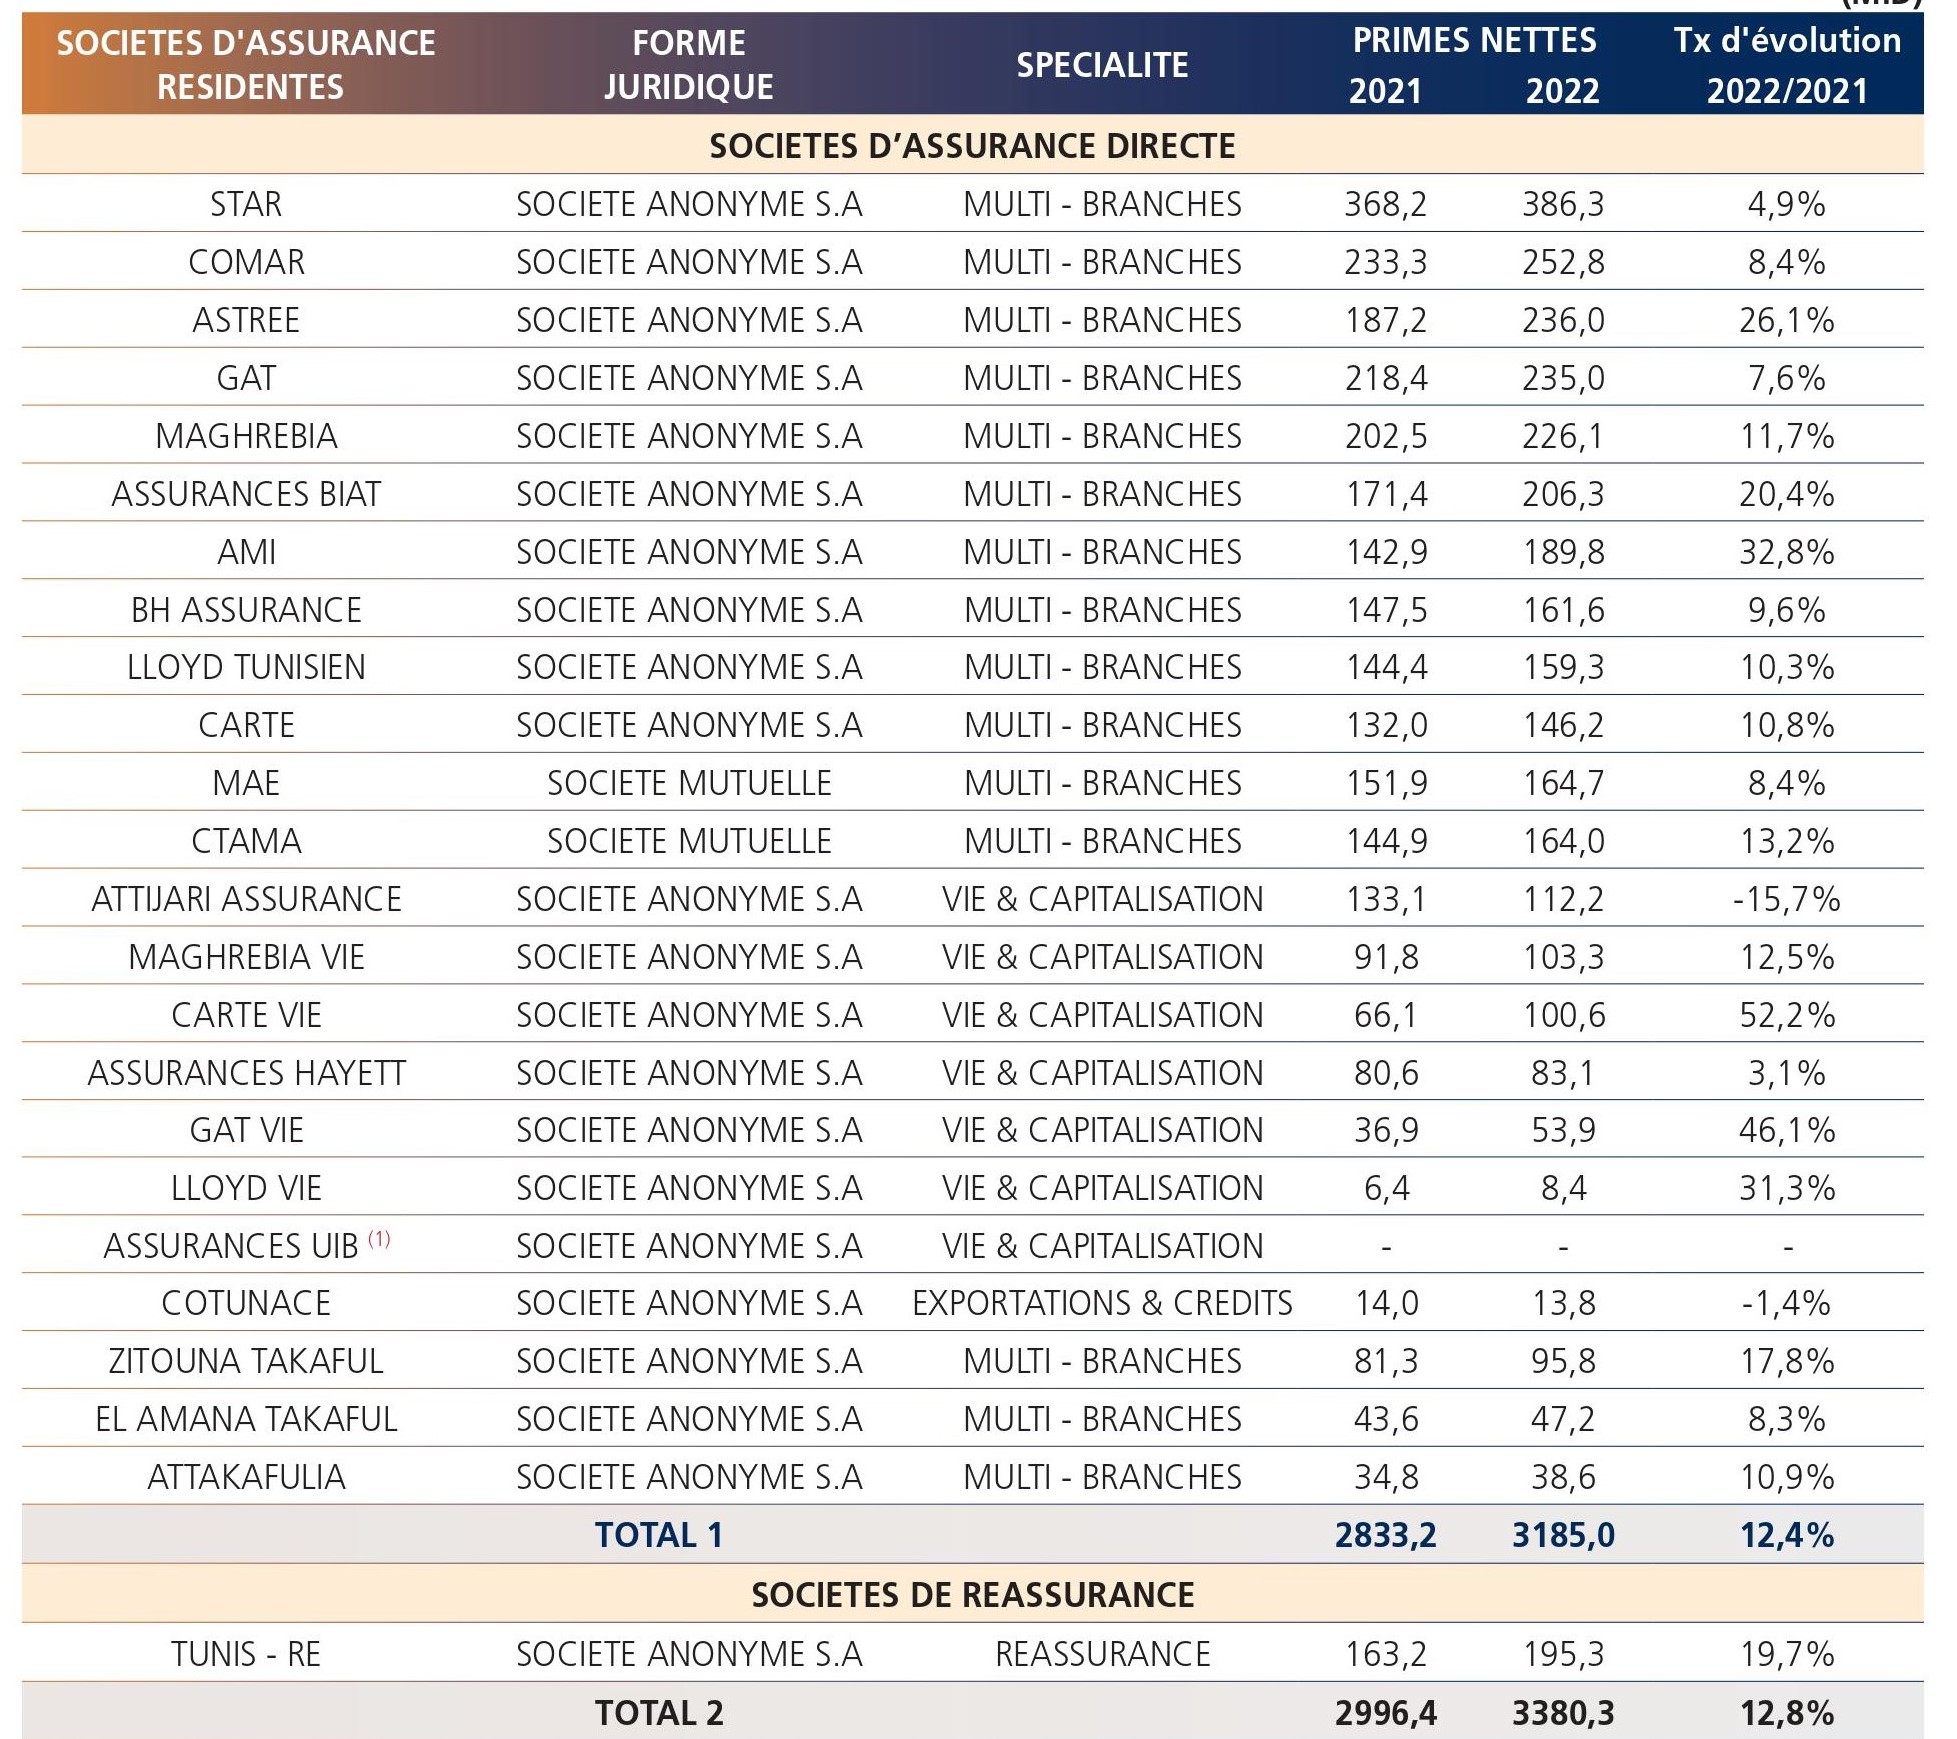 (MTD)
SOCIETES D'ASSURANCE RESIDENTES FORME JURIDIQUE SPECIALITE PRIMES NETTES 2021 2022 Tx d'évolution 2022/2021
SOCIETES D’ASSURANCE DIRECTE
STAR SOCIETE ANONYME S.A MULTI - BRANCHES 368,2 386,3 4,9%
COMAR SOCIETE ANONYME S.A MULTI - BRANCHES 233,3 252,8 8,4%
ASTREE SOCIETE ANONYME S.A MULTI - BRANCHES 187,2 236,0 26,1%
GAT SOCIETE ANONYME S.A MULTI - BRANCHES 218,4 235,0 7,6%
MAGHREBIA SOCIETE ANONYME S.A MULTI - BRANCHES 202,5 226,1 11,7%
ASSURANCES BIAT SOCIETE ANONYME S.A MULTI - BRANCHES 171,4 206,3 20,4%
AMI SOCIETE ANONYME S.A MULTI - BRANCHES 142,9 189,8 32,8%
BH ASSURANCE SOCIETE ANONYME S.A MULTI - BRANCHES 147,5 161,6 9,6%
LLOYD TUNISIEN SOCIETE ANONYME S.A MULTI - BRANCHES 144,4 159,3 10,3%
CARTE SOCIETE ANONYME S.A MULTI - BRANCHES 132,0 146,2 10,8%
MAE SOCIETE MUTUELLE MULTI - BRANCHES 151,9 164,7 8,4%
CTAMA SOCIETE MUTUELLE MULTI - BRANCHES 144,9 164,0 13,2%
ATTIJARI ASSURANCE SOCIETE ANONYME S.A VIE & CAPITALISATION 133,1 112,2 -15,7%
MAGHREBIA VIE SOCIETE ANONYME S.A VIE & CAPITALISATION 91,8 103,3 12,5%
CARTE VIE SOCIETE ANONYME S.A VIE & CAPITALISATION 66,1 100,6 52,2%
ASSURANCES HAYETT SOCIETE ANONYME S.A VIE & CAPITALISATION 80,6 83,1 3,1%
GAT VIE SOCIETE ANONYME S.A VIE & CAPITALISATION 36,9 53,9 46,1%
LLOYD VIE SOCIETE ANONYME S.A VIE & CAPITALISATION 6,4 8,4 31,3%
ASSURANCES UIB (1) SOCIETE ANONYME S.A VIE & CAPITALISATION - - -
COTUNACE SOCIETE ANONYME S.A EXPORTATIONS & CREDITS 14,0 13,8 -1,4%
ZITOUNA TAKAFUL SOCIETE ANONYME S.A MULTI - BRANCHES 81,3 95,8 17,8%
EL AMANA TAKAFUL SOCIETE ANONYME S.A MULTI - BRANCHES 43,6 47,2 8,3%
ATTAKAFULIA SOCIETE ANONYME S.A MULTI - BRANCHES 34,8 38,6 10,9%
TOTAL 1 2833,2 3185,0 12,4%
SOCIETES DE REASSURANCE
TUNIS - RE SOCIETE ANONYME S.A REASSURANCE 163,2 195,3 19,7%
TOTAL 2 2996,4 3380,3 12,8%